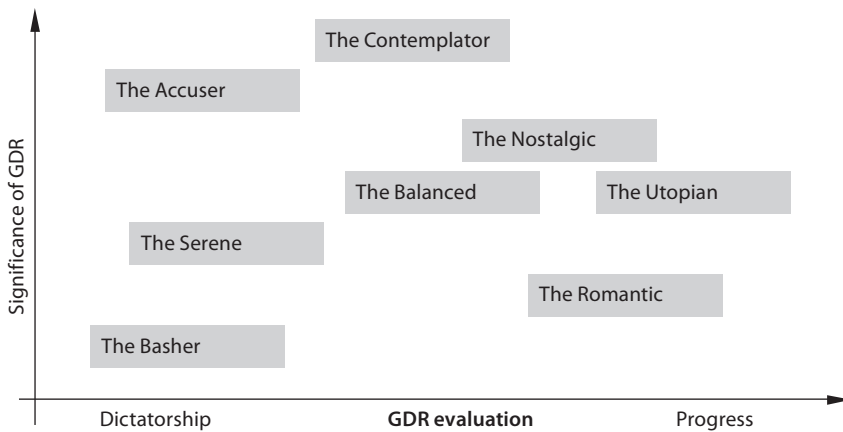 The Contemplator
The Accuser
The Nostalgic
The Balanced
The Utopian
The Serene
The Romantic
The Basher
Significance of GDR
Dictatorship
GDR evaluation
Progress